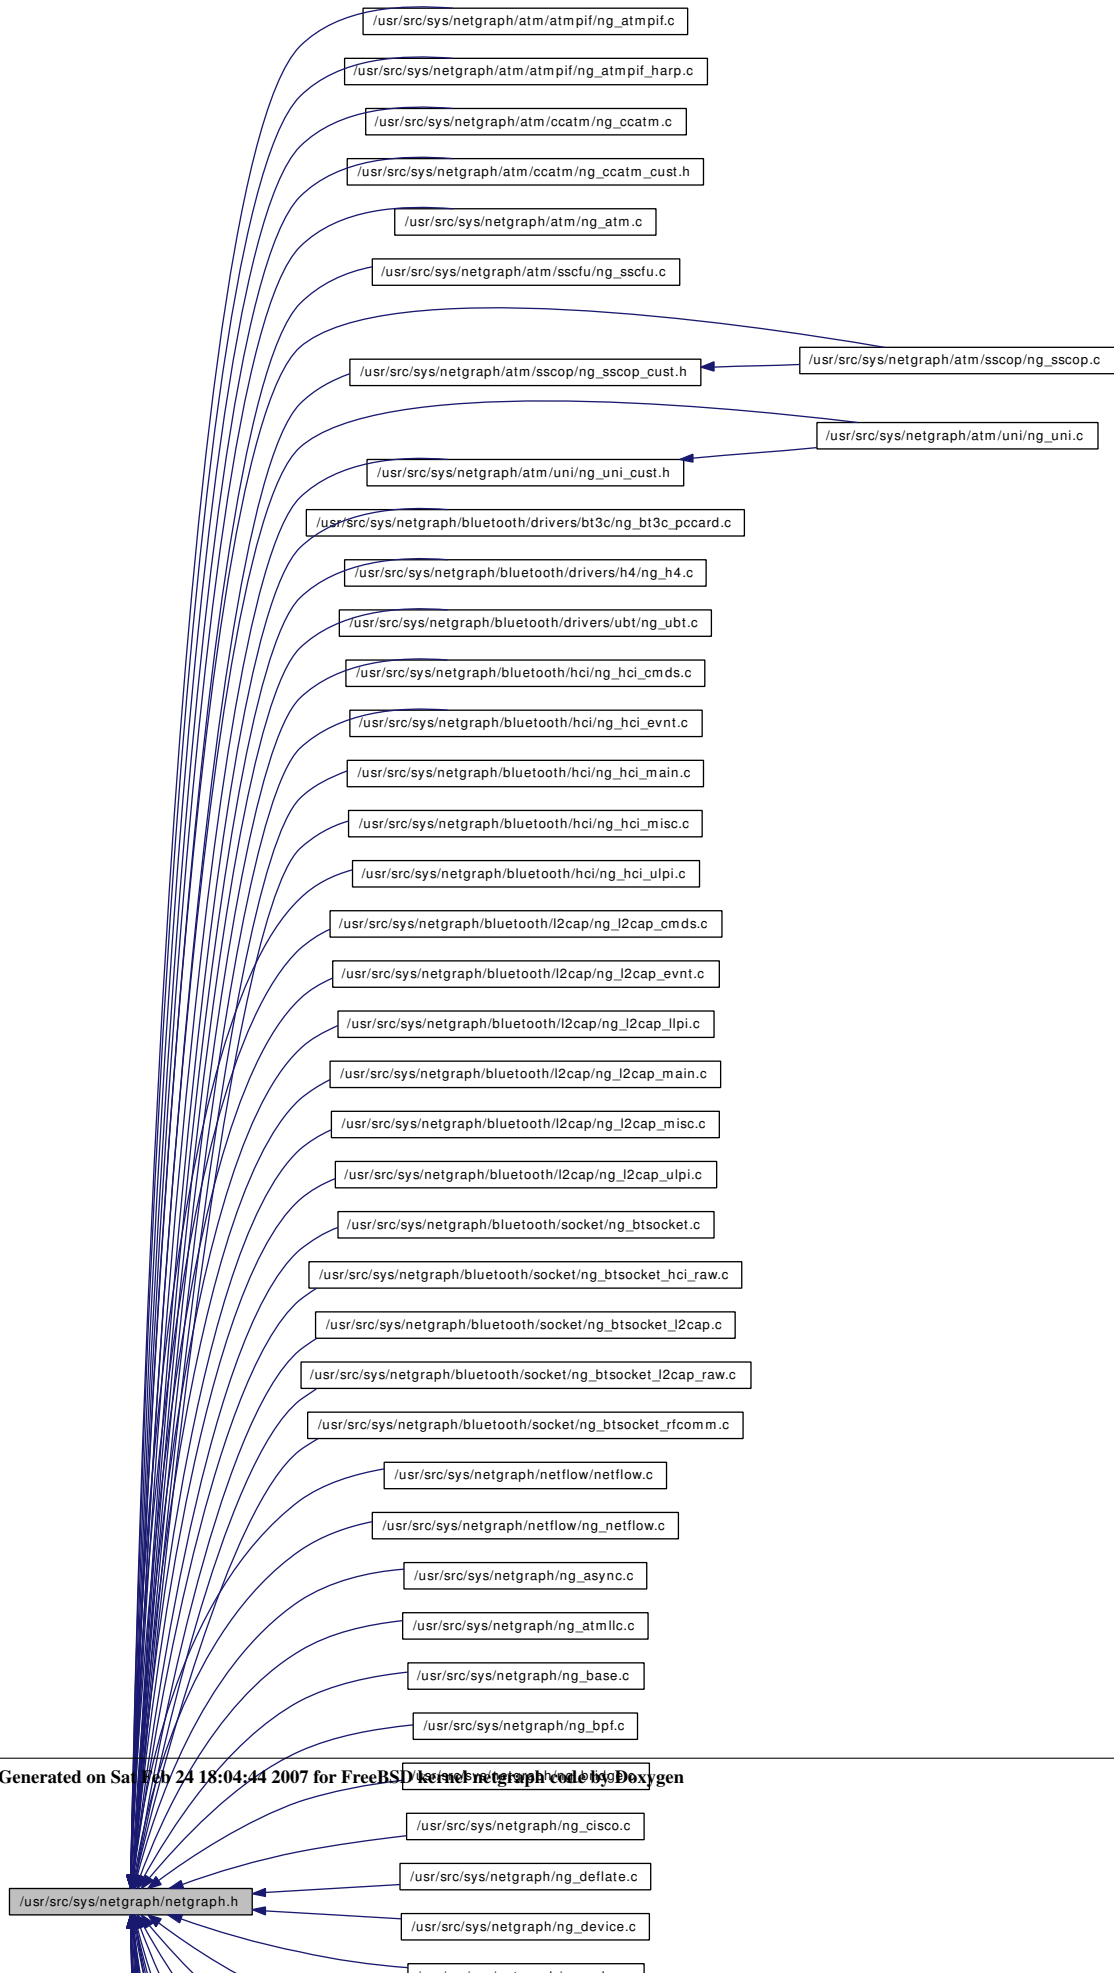 /usr/src/sys/netgraph/atm/atmpif/ng_atmpif.c
/usr/src/sys/netgraph/atm/atmpif/ng_atmpif_harp.c
/usr/src/sys/netgraph/atm/ccatm/ng_ccatm.c
/usr/src/sys/netgraph/atm/ccatm/ng_ccatm_cust.h
/usr/src/sys/netgraph/atm/ng_atm.c
/usr/src/sys/netgraph/atm/sscfu/ng_sscfu.c
/usr/src/sys/netgraph/atm/sscop/ng_sscop.c
/usr/src/sys/netgraph/atm/sscop/ng_sscop_cust.h
/usr/src/sys/netgraph/atm/uni/ng_uni.c
/usr/src/sys/netgraph/atm/uni/ng_uni_cust.h
/usr/src/sys/netgraph/bluetooth/drivers/bt3c/ng_bt3c_pccard.c
/usr/src/sys/netgraph/bluetooth/drivers/h4/ng_h4.c
/usr/src/sys/netgraph/bluetooth/drivers/ubt/ng_ubt.c
/usr/src/sys/netgraph/bluetooth/hci/ng_hci_cmds.c
/usr/src/sys/netgraph/bluetooth/hci/ng_hci_evnt.c
/usr/src/sys/netgraph/bluetooth/hci/ng_hci_main.c
/usr/src/sys/netgraph/bluetooth/hci/ng_hci_misc.c
/usr/src/sys/netgraph/bluetooth/hci/ng_hci_ulpi.c
/usr/src/sys/netgraph/bluetooth/l2cap/ng_l2cap_cmds.c
/usr/src/sys/netgraph/bluetooth/l2cap/ng_l2cap_evnt.c
/usr/src/sys/netgraph/bluetooth/l2cap/ng_l2cap_llpi.c
/usr/src/sys/netgraph/bluetooth/l2cap/ng_l2cap_main.c
/usr/src/sys/netgraph/bluetooth/l2cap/ng_l2cap_misc.c
/usr/src/sys/netgraph/bluetooth/l2cap/ng_l2cap_ulpi.c
/usr/src/sys/netgraph/bluetooth/socket/ng_btsocket.c
/usr/src/sys/netgraph/bluetooth/socket/ng_btsocket_hci_raw.c
/usr/src/sys/netgraph/bluetooth/socket/ng_btsocket_l2cap.c
/usr/src/sys/netgraph/bluetooth/socket/ng_btsocket_l2cap_raw.c
/usr/src/sys/netgraph/bluetooth/socket/ng_btsocket_rfcomm.c
/usr/src/sys/netgraph/netflow/netflow.c
/usr/src/sys/netgraph/netflow/ng_netflow.c
/usr/src/sys/netgraph/ng_async.c
/usr/src/sys/netgraph/ng_atmllc.c
/usr/src/sys/netgraph/ng_base.c
/usr/src/sys/netgraph/ng_bpf.c
/usr/src/sys/netgraph/ng_bridge.c
Generated on Sat Feb 24 18:04:44 2007 for FreeBSD kernel netgraph code by Doxygen
/usr/src/sys/netgraph/ng_cisco.c
/usr/src/sys/netgraph/ng_deflate.c
/usr/src/sys/netgraph/netgraph.h
/usr/src/sys/netgraph/ng_device.c